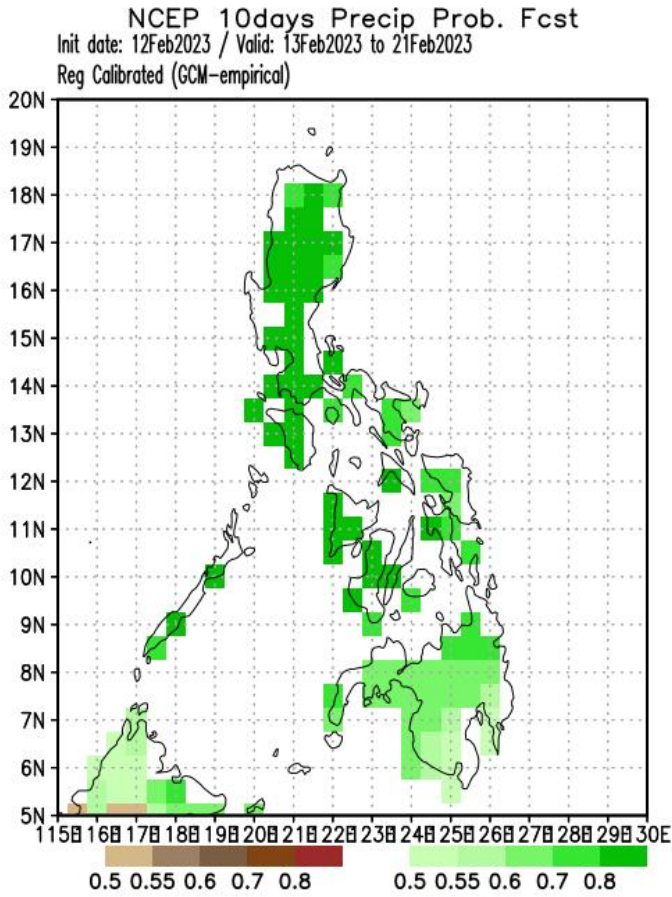 NCEP 10days Precip Prob. Fcst
Init date: 12Feb2023 / Valid: 13Feb2023 to 21Feb2023
Reg Calibrated (GCM-empirical)
20N
19N
18N
17N
16N
15N
14N
13N
12N
11N
10N
9N
8N
7N
6N
5N
115E 116E 117E 118E 119E 120E 121E 122E 123E 124E 125E 126E 127E 128E 129E 130E
0.5 0.55 0.6 0.7 0.8 0.5 0.55 0.6 0.7 0.8